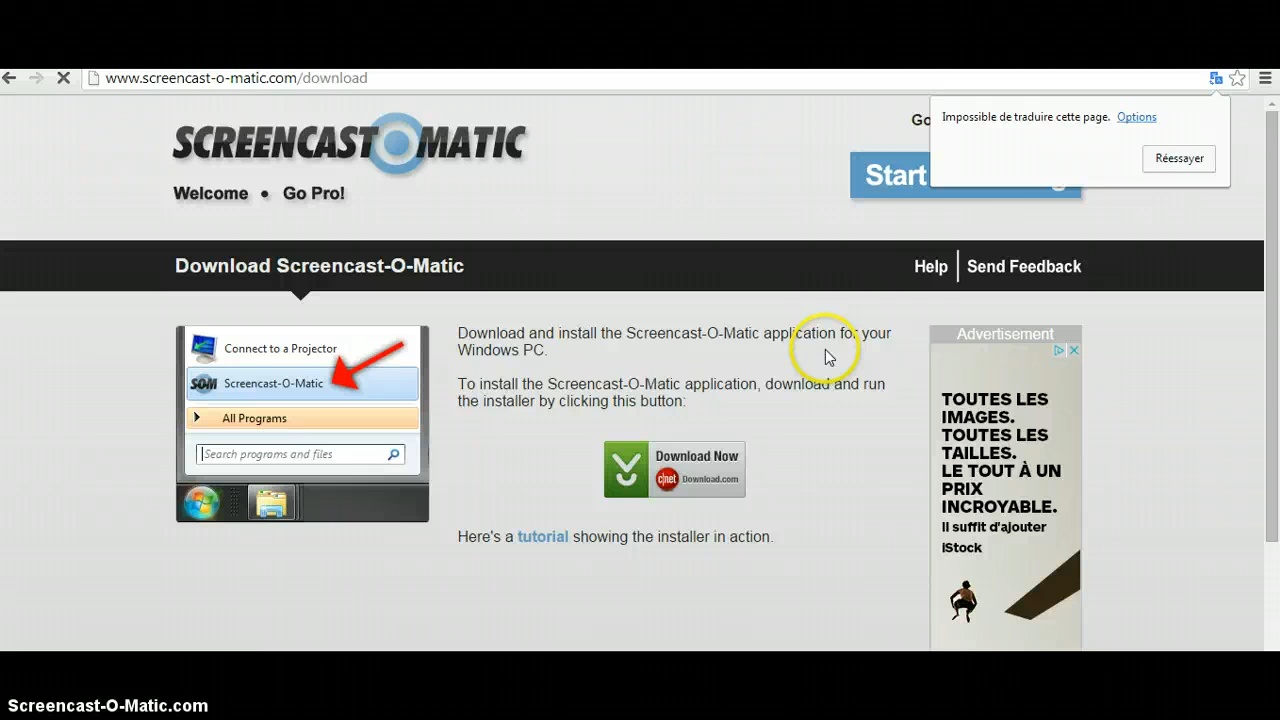 www.screencast-o-matic.com/download
Impossible de traduire cette page. Options
Réessayer
SCREENCAST O MATIC
Go
Start
Welcome • Go Pro!
Download Screencast-O-Matic
Help
Send Feedback
Connect to a Projector
SOM Screencast-O-Matic
All Programs
Search programs and files
Download and install the Screencast-O-Matic application for your
Windows PC.
To install the Screencast-O-Matic application, download and run
the installer by clicking this button:
Download Now
c|net Download.com
Here's a tutorial showing the installer in action.
Advertisement
TOUTES LES
IMAGES.
TOUTES LES
TAILLES.
LE TOUT À UN
PRIX
INCROYABLE.
Il suffit d'ajouter
iStock
Screencast-O-Matic.com